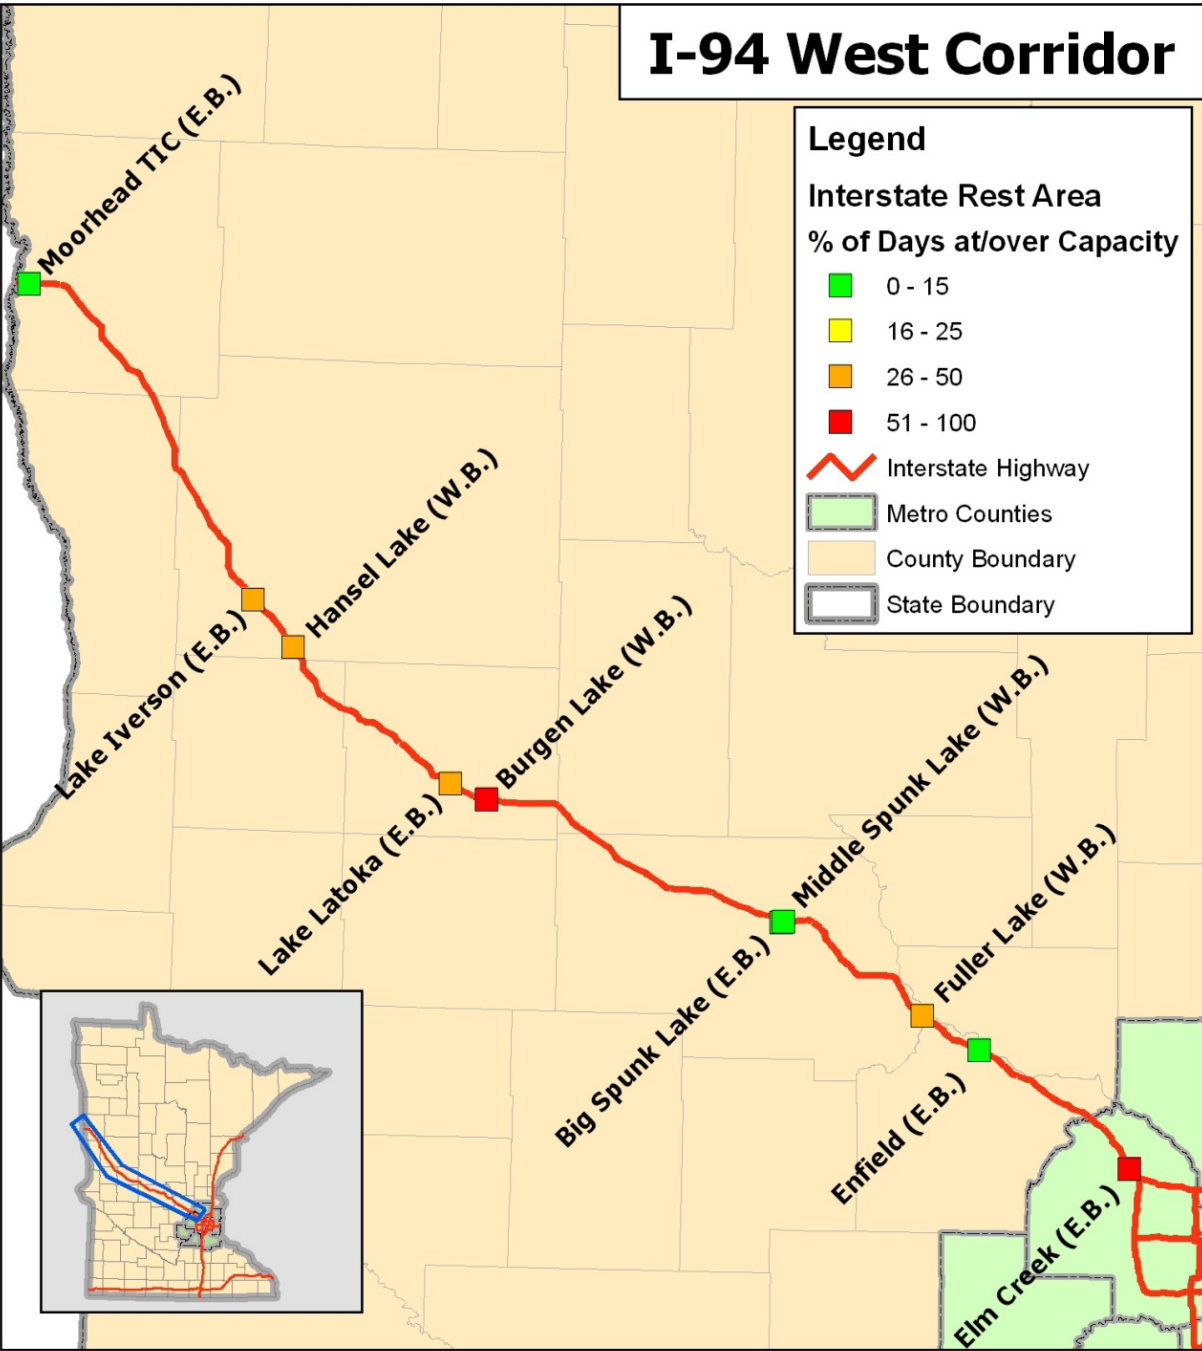 I-94 West Corridor
Legend
Interstate Rest Area
% of Days at/over Capacity
0 - 15
16 - 25
26 - 50
51 - 100
Interstate Highway
Metro Counties
County Boundary
State Boundary
Moorhead TIC (E.B.)
Hansel Lake (W.B.)
Lake Iverson (E.B.)
Burgen Lake (W.B.)
Lake Latoka (E.B.)
Middle Spunk Lake (W.B.)
Big Spunk Lake (E.B.)
Fuller Lake (W.B.)
Enfield (E.B.)
Elm Creek (E.B.)